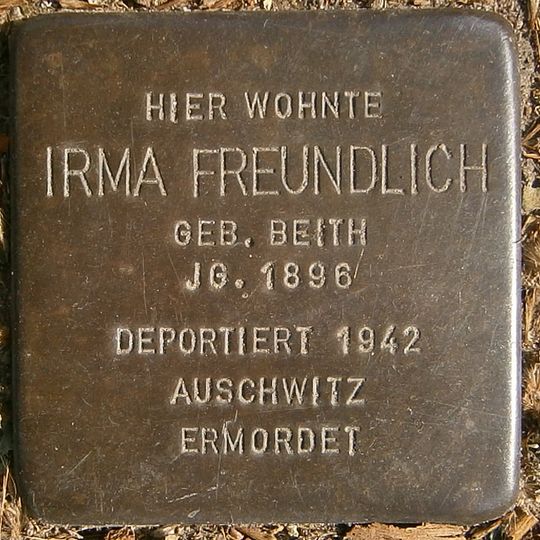 HIER WOHNTE
IRMA FREUNDLICH
GEB. BEITH
JG. 1896
DEPORTIERT 1942
AUSCHWITZ
ERMORDET